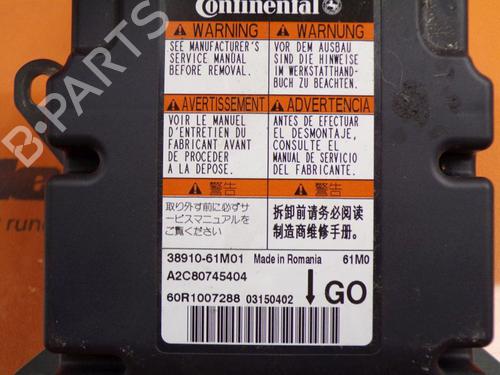 Continental
WARNING
SEE MANUFACTURER'S
SERVICE MANUAL
BEFORE REMOVAL.
WARNUNG
VOR DEM AUSBAU
SIND DIE HINWEISE
IM WERKSTATTHAND-
BUCH ZU BEACHTEN.
AVERTISSEMENT
VOIR LE MANUEL
D'ENTRETIEN DU
FABRICANT AVANT
DE PROCEDER
A LA DEPOSE.
ADVERTENCIA
ANTES DE EFECTUAR
EL DESMONTAJE,
CONSULTE EL
MANUAL DE SERVICIO
DEL FABRICANTE.
警告
取り外す前に必ずサ
ービスマニュアルを
ご覧ください
警告
拆卸前请务必阅读
制造商维修手册。
38910-61M01 Made in Romania 61M0
A2C80745404
60R1007288 03150402
↓GO
B-PARTS
run